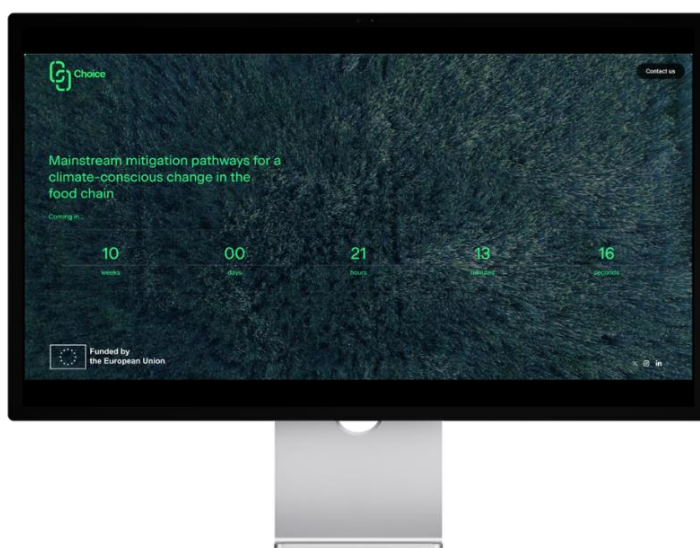 Choice
Contact us
Mainstream mitigation pathways for a
climate-conscious change in the
food chain
Coming in...
10
00
21
13
16
weeks
days
hours
minutes
seconds
Funded by
the European Union